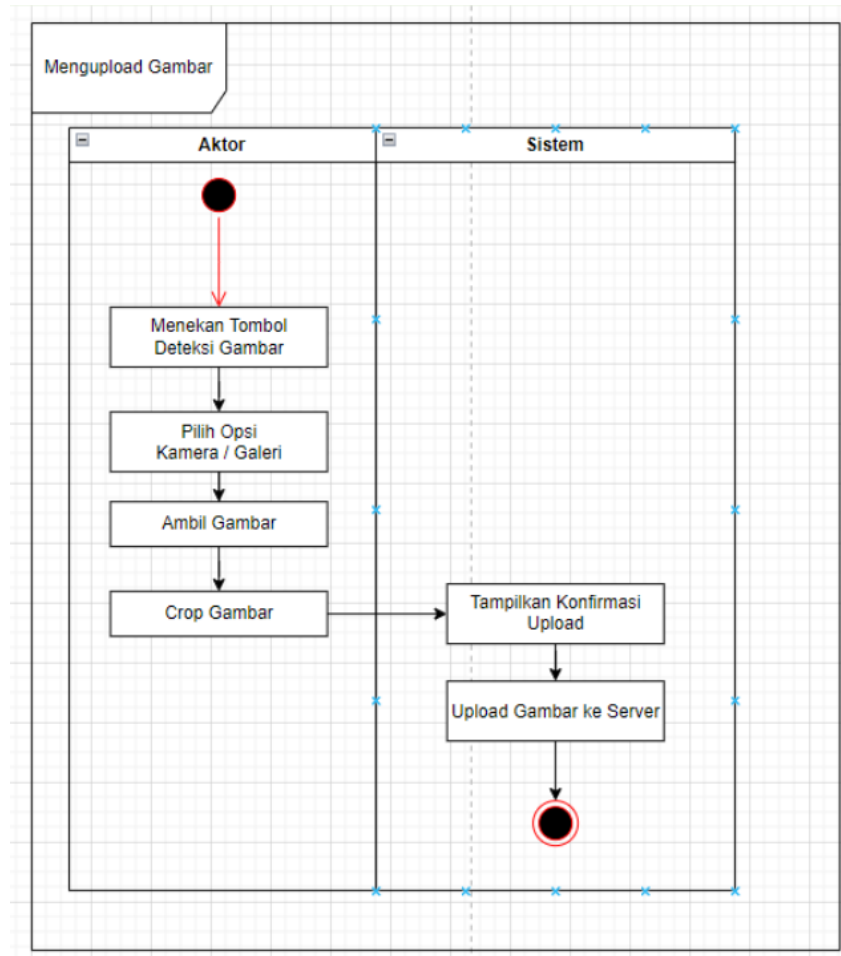 Mengupload Gambar
Aktor
Sistem
Menekan Tombol
Deteksi Gambar
Pilih Opsi
Kamera / Galeri
Ambil Gambar
Crop Gambar
Tampilkan Konfirmasi
Upload
Upload Gambar ke Server